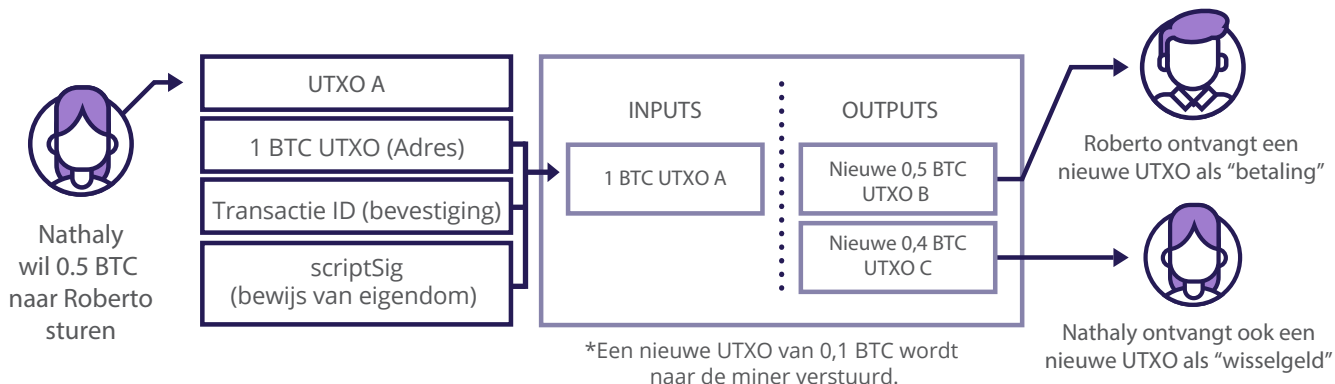 Nathaly
wil 0.5 BTC
naar Roberto
sturen
UTXO A
1 BTC UTXO (Adres)
Transactie ID (bevestiging)
scriptSig
(bewijs van eigendom)
INPUTS
1 BTC UTXO A
OUTPUTS
Nieuwe 0,5 BTC
UTXO B
Nieuwe 0,4 BTC
UTXO C
*Een nieuwe UTXO van 0,1 BTC wordt
naar de miner verstuurd.
Roberto ontvangt een
nieuwe UTXO als “betaling”
Nathaly ontvangt ook een
nieuwe UTXO als “wisselgeld”